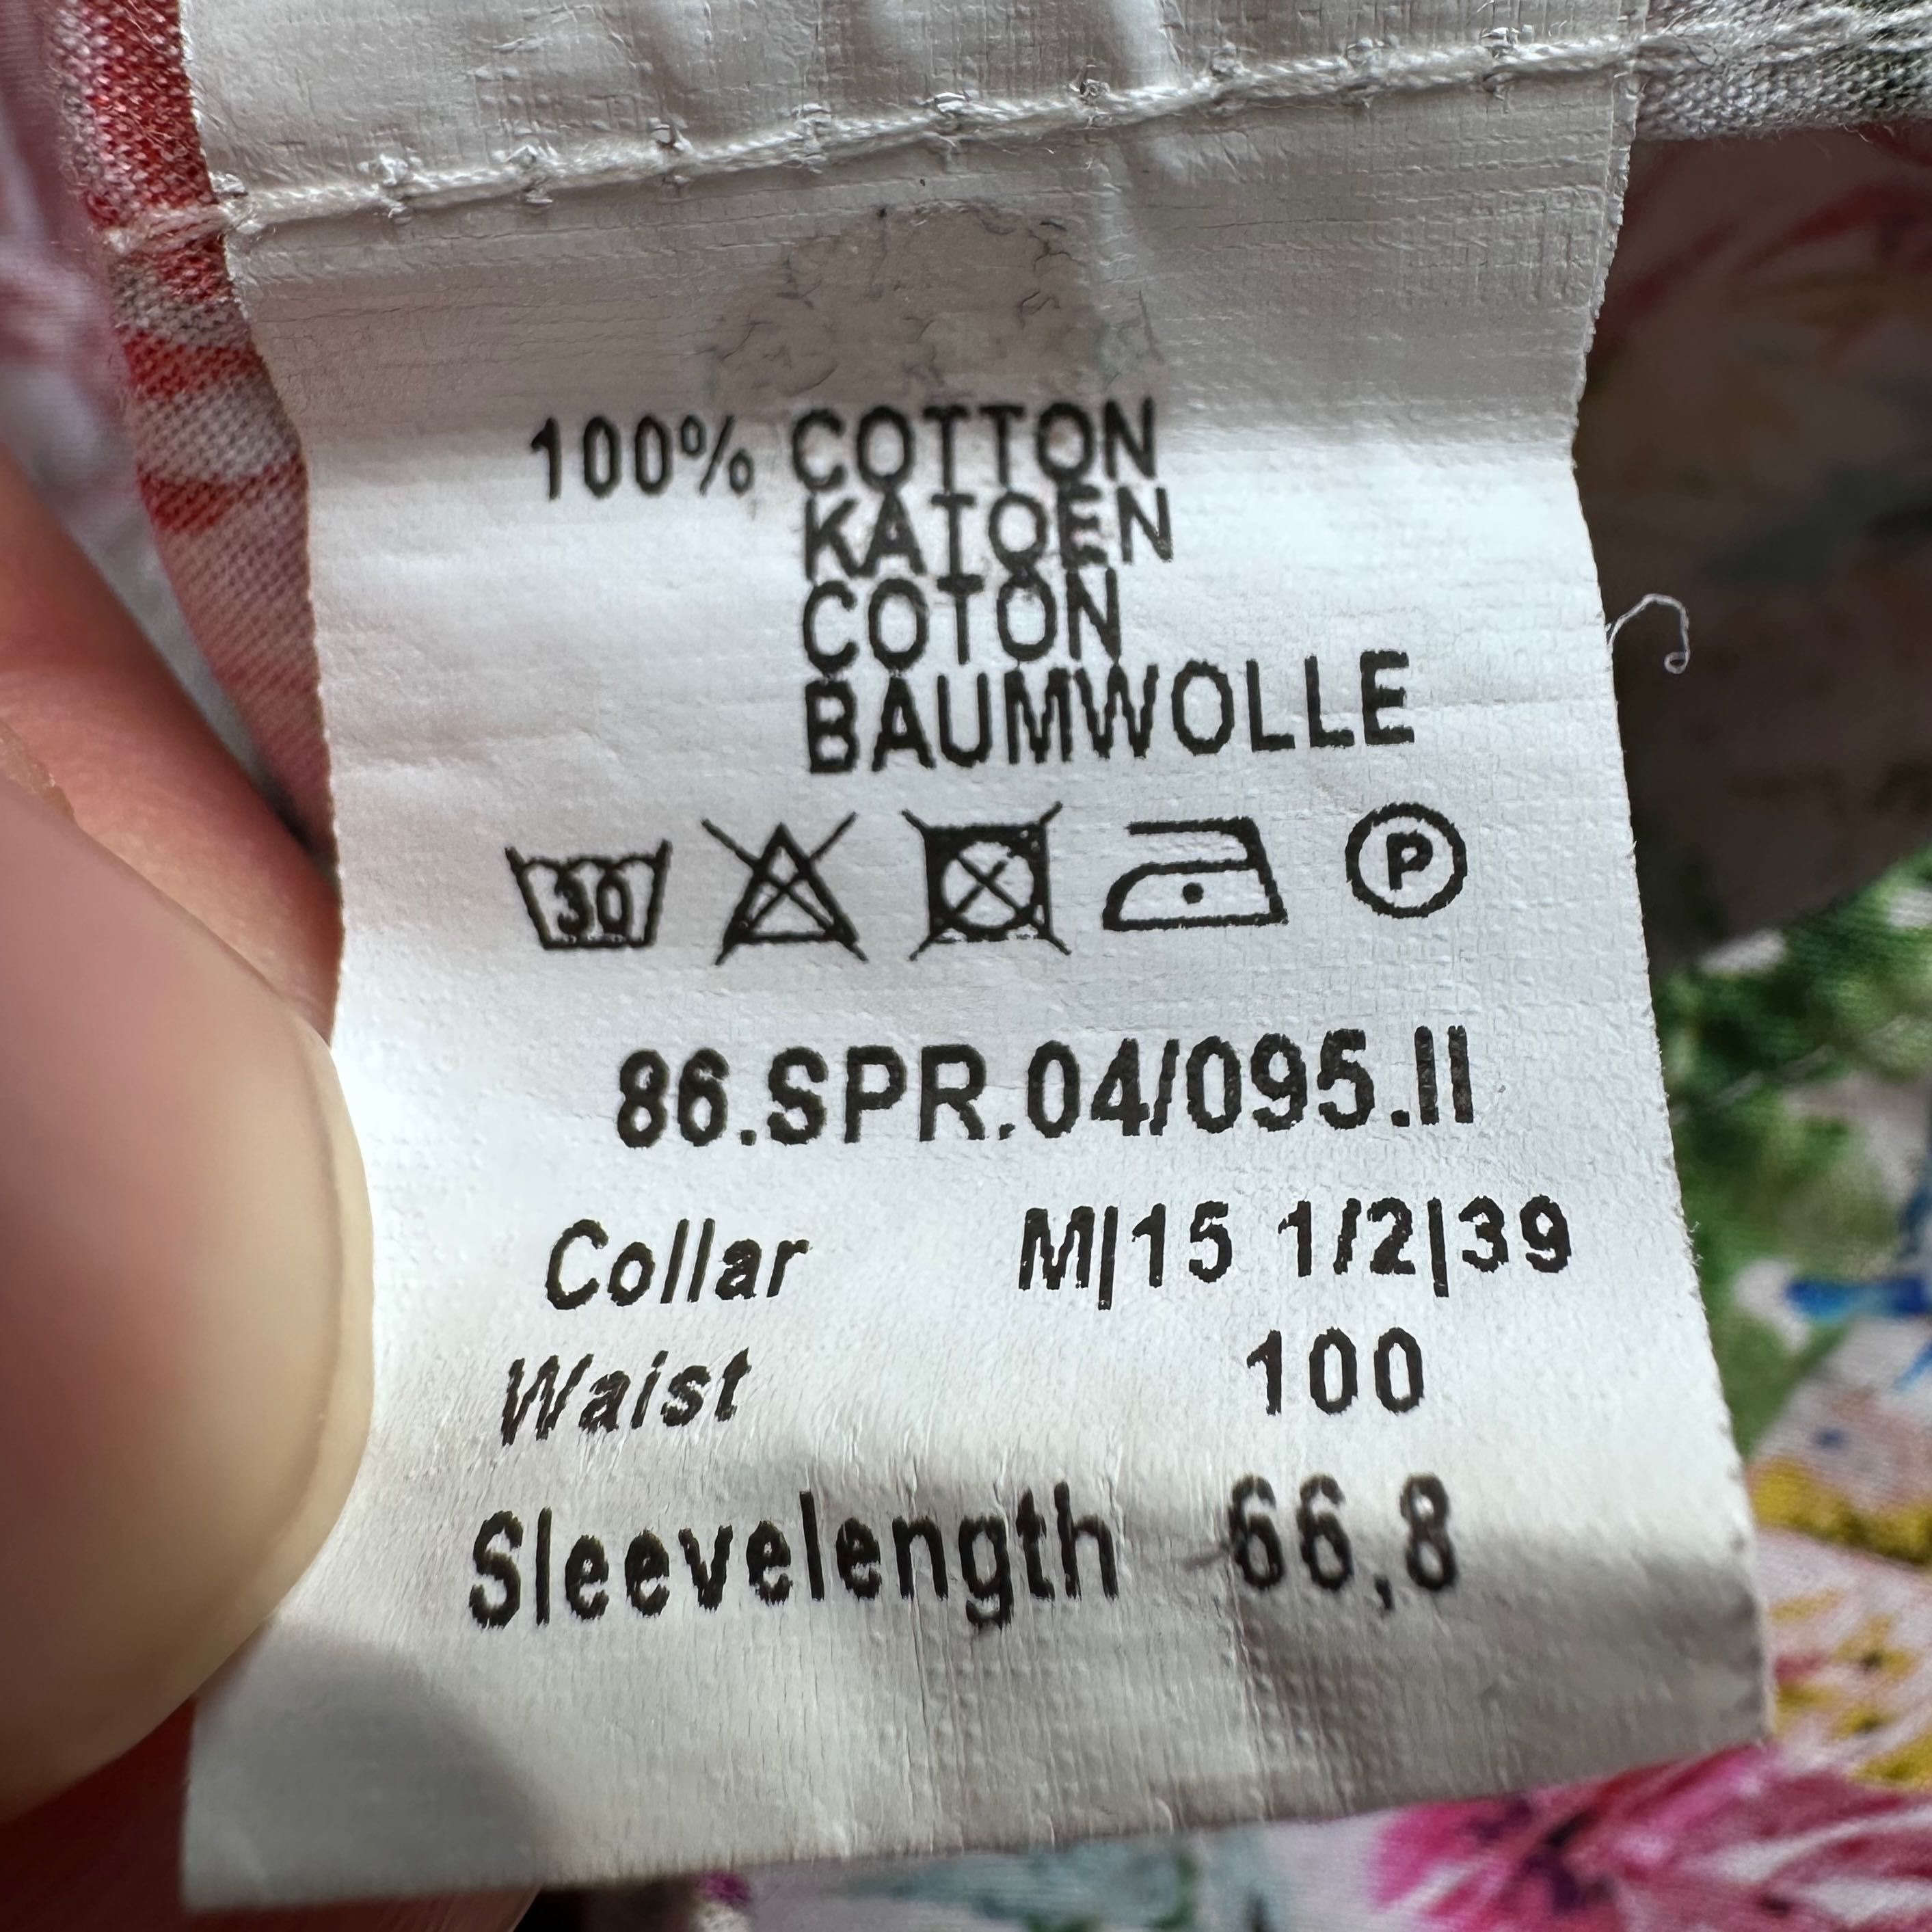 100% COTTON
KATOEN
COTON
BAUMWOLLE
30 P
86.SPR.04/095.II
Collar M|15 1/2|39
Waist 100
Sleevelength 66,8